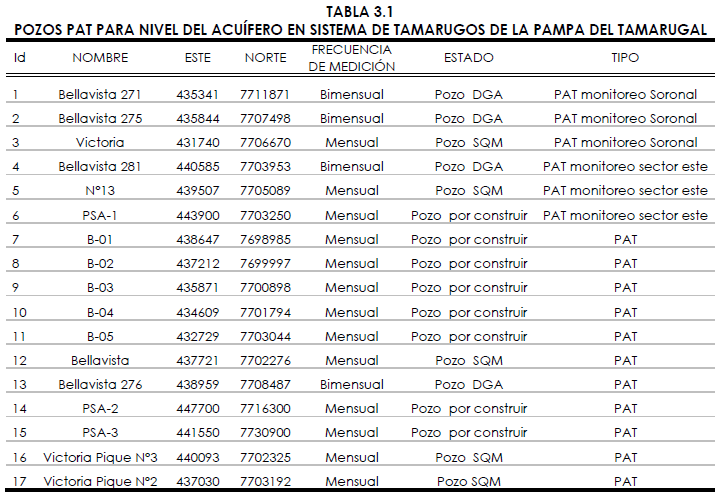 TABLA 3.1
POZOS PAT PARA NIVEL DEL ACUÍFERO EN SISTEMA DE TAMARUGOS DE LA PAMPA DEL TAMARUGAL
Id NOMBRE ESTE NORTE FRECUENCIA DE MEDICIÓN ESTADO TIPO
1 Bellavista 271 435341 7711871 Bimensual Pozo DGA PAT monitoreo Soronal
2 Bellavista 275 435844 7707498 Bimensual Pozo DGA PAT monitoreo Soronal
3 Victoria 431740 7706670 Mensual Pozo SQM PAT monitoreo Soronal
4 Bellavista 281 440585 7703953 Bimensual Pozo DGA PAT monitoreo sector este
5 Nº13 439507 7705089 Mensual Pozo SQM PAT monitoreo sector este
6 PSA-1 443900 7703250 Mensual Pozo por construir PAT monitoreo sector este
7 B-01 438647 7698985 Mensual Pozo por construir PAT
8 B-02 437212 7699997 Mensual Pozo por construir PAT
9 B-03 435871 7700898 Mensual Pozo por construir PAT
10 B-04 434609 7701794 Mensual Pozo por construir PAT
11 B-05 432729 7703044 Mensual Pozo por construir PAT
12 Bellavista 437721 7702276 Mensual Pozo SQM PAT
13 Bellavista 276 438959 7708487 Bimensual Pozo DGA PAT
14 PSA-2 447700 7716300 Mensual Pozo por construir PAT
15 PSA-3 441550 7730900 Mensual Pozo por construir PAT
16 Victoria Pique Nº3 440093 7702325 Mensual Pozo SQM PAT
17 Victoria Pique Nº2 437030 7703192 Mensual Pozo SQM PAT